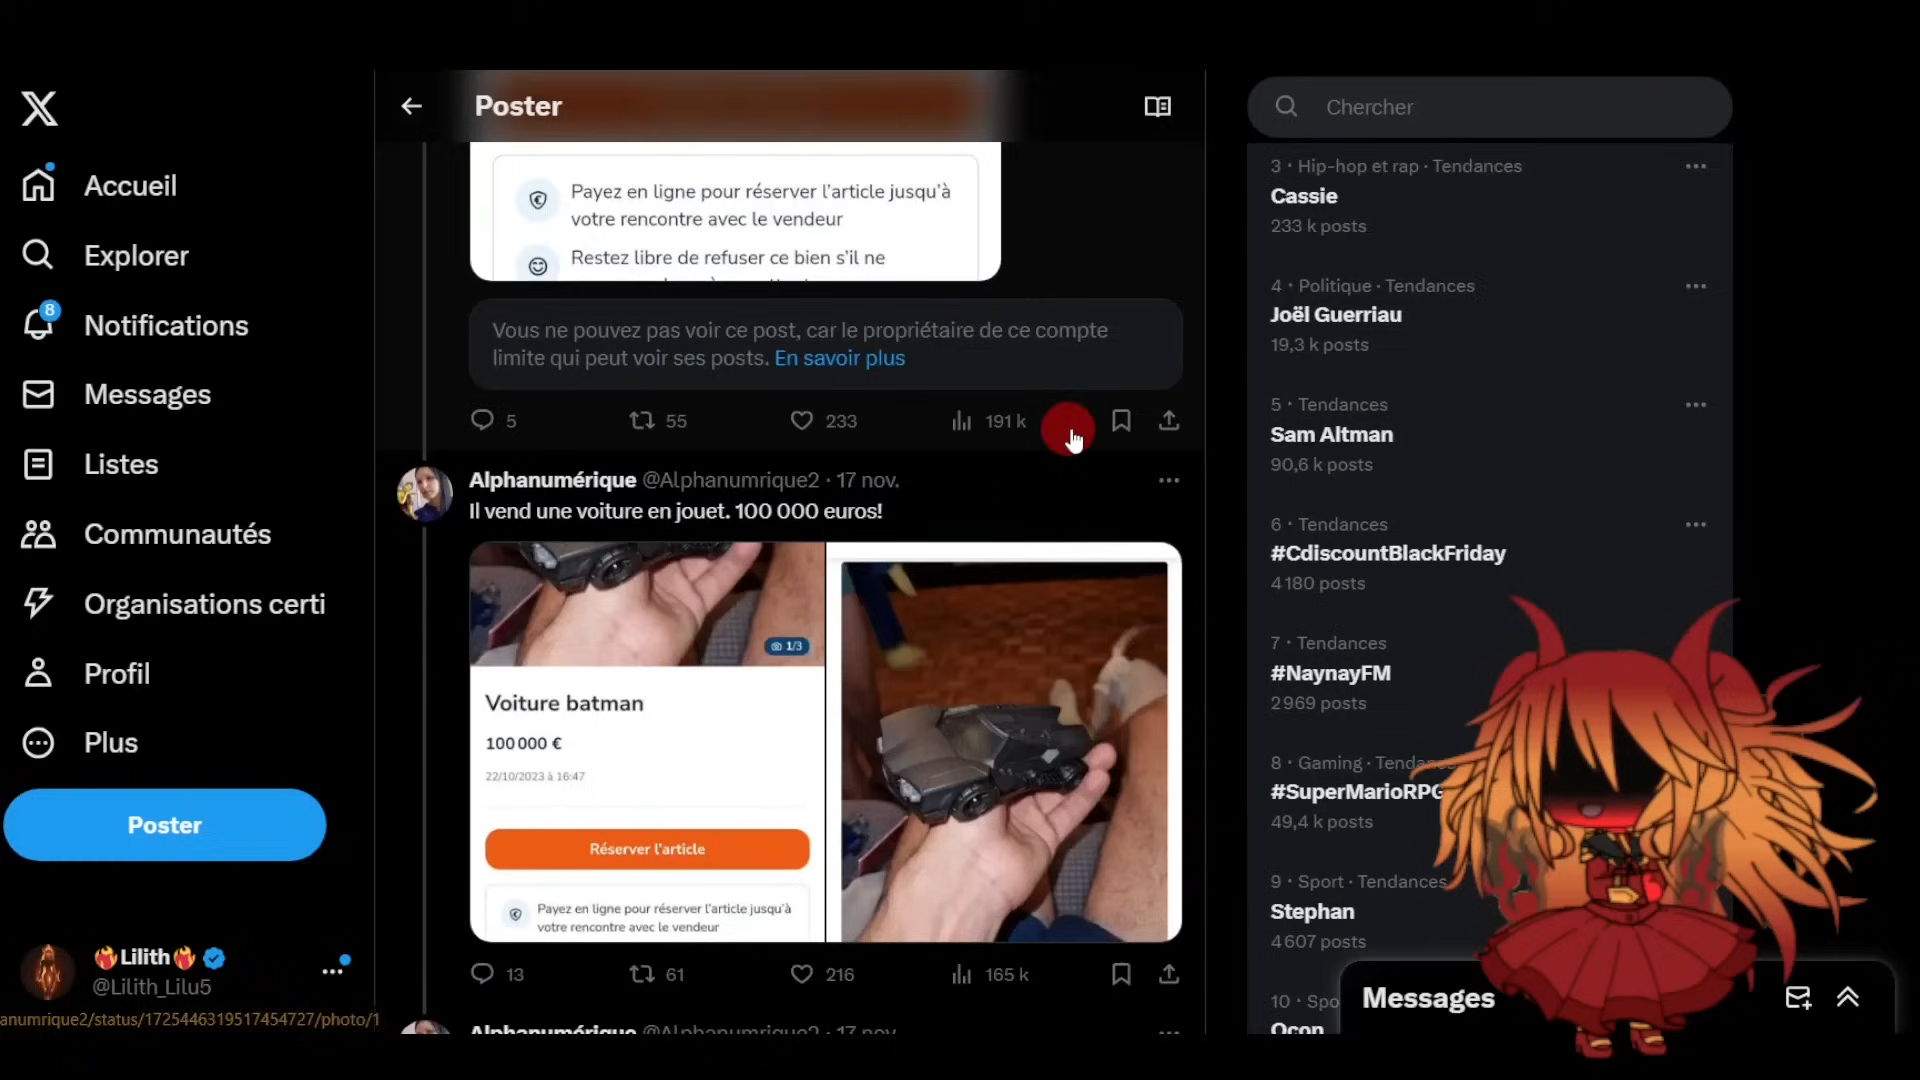 Accueil
Explorer
8
Notifications
Messages
Listes
Communautés
Organisations certi
Profil
Plus
Poster
Lilith
@Lilith_Lilu5
anumrique2/status/1725446319517454727/photo/1
Poster
Payez en ligne pour réserver l'article jusqu'à
votre rencontre avec le vendeur
Restez libre de refuser ce bien s'il ne
Vous ne pouvez pas voir ce post, car le propriétaire de ce compte
limite qui peut voir ses posts. En savoir plus
5 55 233 191 k
Alphanumérique @Alphanumrique2 · 17 nov.
Il vend une voiture en jouet. 100 000 euros!
1/3
Voiture batman
100 000 €
22/10/2023 à 16:47
Réserver l'article
Payez en ligne pour réserver l'article jusqu'à
votre rencontre avec le vendeur
13 61 216 165 k
Alphanumérique @Alphanumrique2 · 17 nov.
Chercher
3 · Hip-hop et rap · Tendances
Cassie
233 k posts
4 · Politique · Tendances
Joël Guerriau
19,3 k posts
5 · Tendances
Sam Altman
90,6 k posts
6 · Tendances
#CdiscountBlackFriday
4 180 posts
7 · Tendances
#NaynayFM
2 969 posts
8 · Gaming · Tendances
#SuperMarioRPG
49,4 k posts
9 · Sport · Tendances
Stephan
4 607 posts
10 · Spo
Ocon
Messages